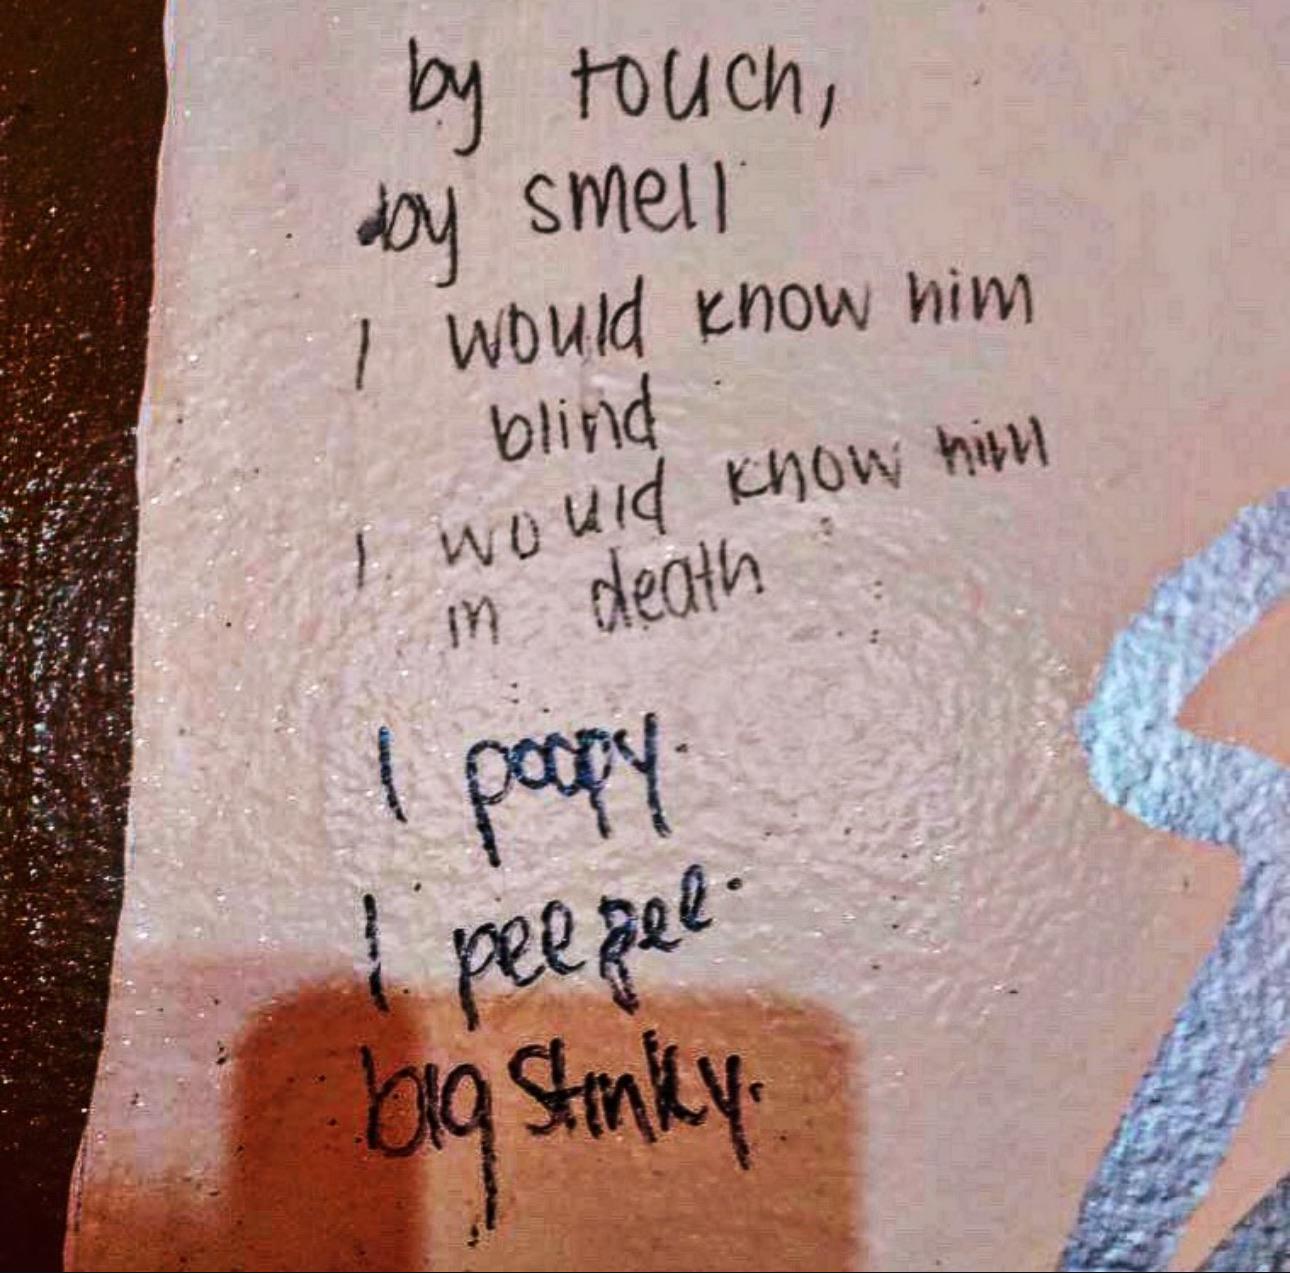 by touch,
by smell
I would know him
blind
I would know him
in death
I poopy.
I peepee.
big stinky.